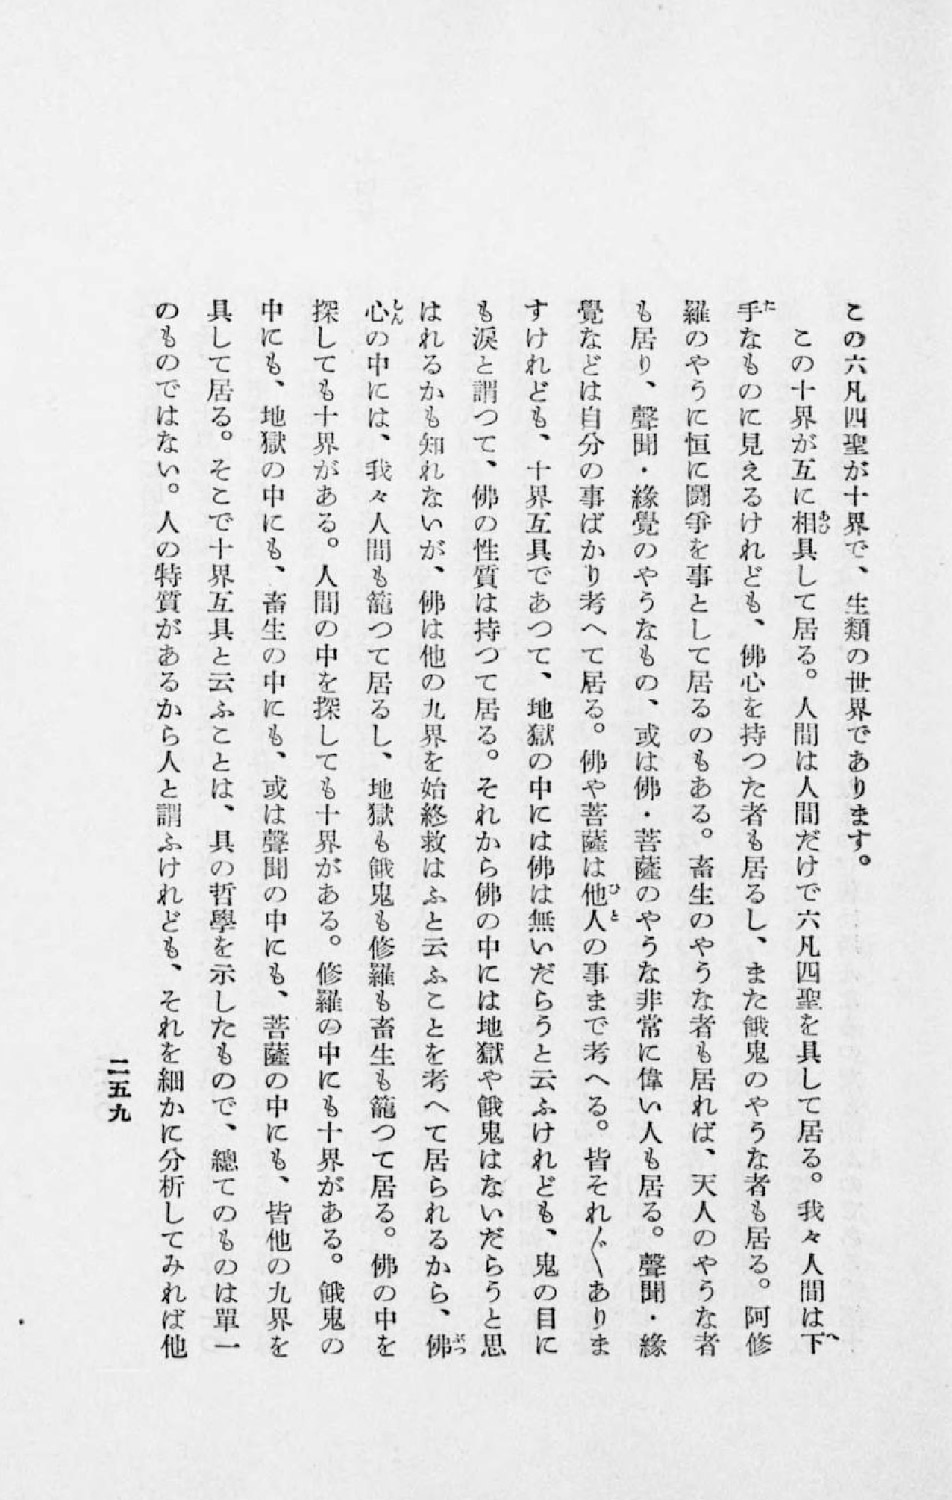 この六凡四聖が十界で、生類の世界であります。
この十界が互に相具して居る。人間は人間だけで六凡四聖を具して居る。我々人間は下
手なものに見えるけれども、佛心を持つた者も居るし、また餓鬼のやうな者も居る。阿修
羅のやうに恒に鬪爭を事として居るのもある。畜生のやうな者も居れば、天人のやうな者
も居り、聲聞・緣覺のやうなもの、或は佛・菩薩のやうな非常に偉い人も居る。聲聞・緣
覺などは自分の事ばかり考へて居る。佛や菩薩は他人の事まで考へる。皆それ〴〵ありま
すけれども、十界互具であつて、地獄の中には佛は無いだらうと云ふけれども、鬼の目に
も淚と謂つて、佛の性質は持つて居る。それから佛の中には地獄や餓鬼はないだらうと思
はれるかも知れないが、佛は他の九界を始終救はふと云ふことを考へて居られるから、佛
心の中には、我々人間も籠つて居るし、地獄も餓鬼も修羅も畜生も籠つて居る。佛の中を
探しても十界がある。人間の中を探しても十界がある。修羅の中にも十界がある。餓鬼の
中にも、地獄の中にも、畜生の中にも、或は聲聞の中にも、菩薩の中にも、皆他の九界を
具して居る。そこで十界互具と云ふことは、具の哲學を示したもので、總てのものは單一
のものではない。人の特質があるから人と謂ふけれども、それを細かに分析してみれば他
二五九